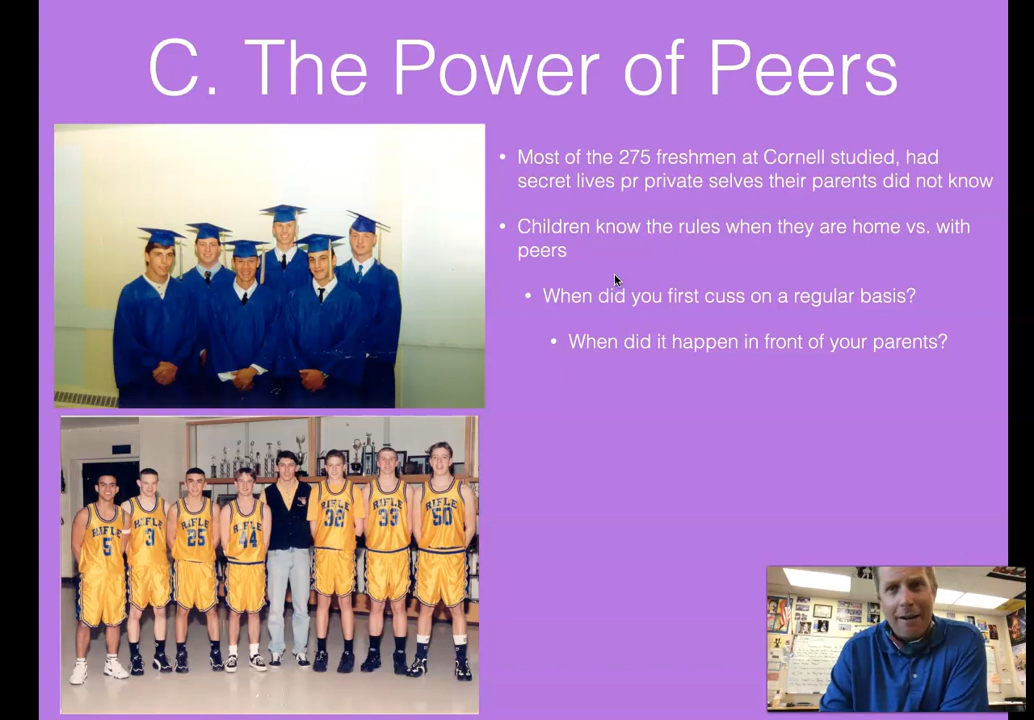 C. The Power of Peers
• Most of the 275 freshmen at Cornell studied, had
secret lives pr private selves their parents did not know
• Children know the rules when they are home vs. with
peers
• When did you first cuss on a regular basis?
• When did it happen in front of your parents?
RIFLE
5
RIFLE
3
RIFLE
25
RIFLE
44
RIFLE
32
RIFLE
33
RIFLE
50